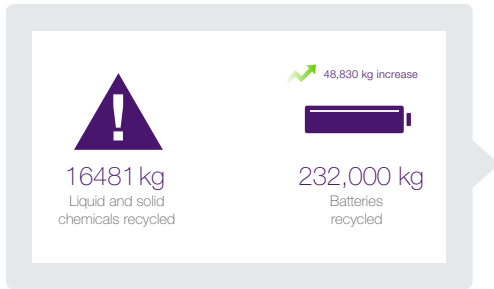 48,830 kg increase
!
16481 kg
Liquid and solid
chemicals recycled
232,000 kg
Batteries
recycled